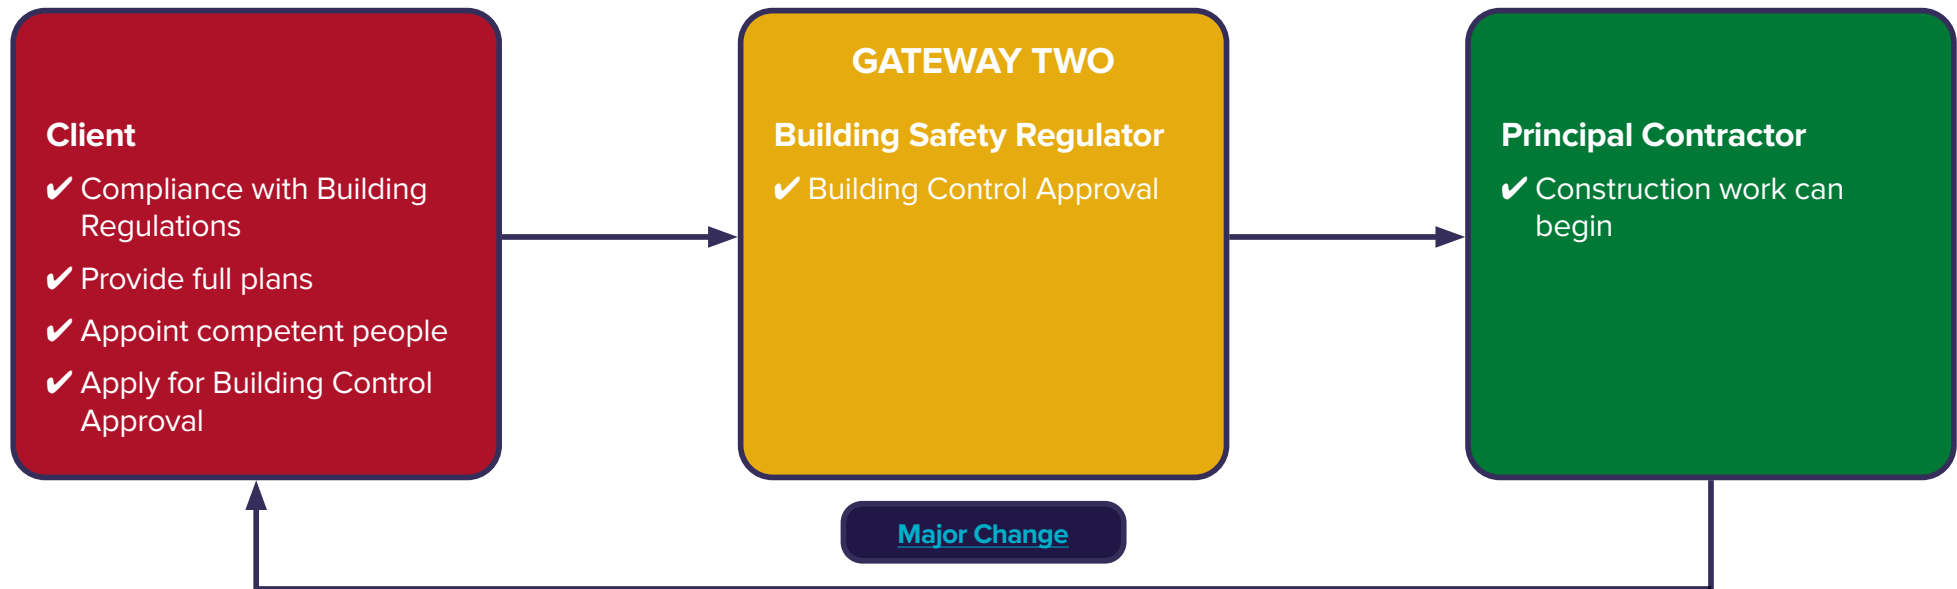 Client
✔ Compliance with Building
Regulations
✔ Provide full plans
✔ Appoint competent people
✔ Apply for Building Control
Approval
GATEWAY TWO
Building Safety Regulator
✔ Building Control Approval
Principal Contractor
✔ Construction work can
begin
Major Change